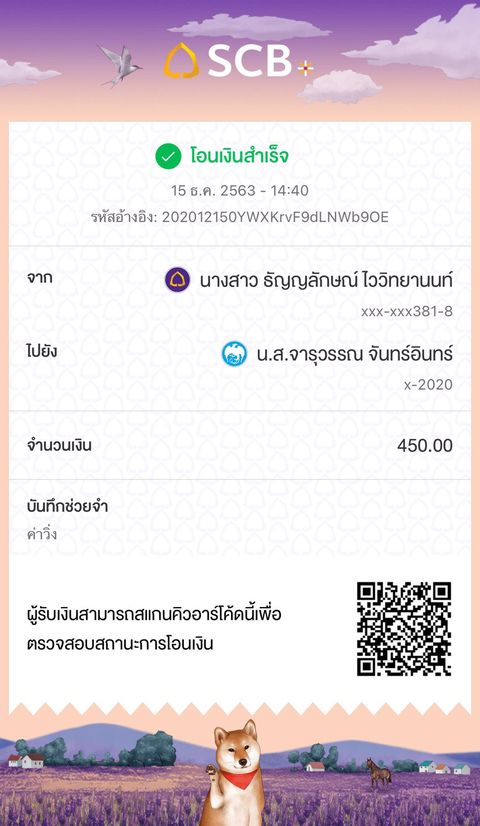 SCB
โอนเงินสำเร็จ
15 ธ.ค. 2563 - 14:40
รหัสอ้างอิง: 202012150YWXKrvF9dLNWb9OE
จาก
นางสาว ธัญญลักษณ์ ไววิทยานนท์
xxx-xxx381-8
ไปยัง
น.ส.จารุวรรณ จันทร์อินทร์
x-2020
จำนวนเงิน
450.00
บันทึกช่วยจำ
ค่าวิ่ง
ผู้รับเงินสามารถสแกนคิวอาร์โค้ดนี้เพื่อ
ตรวจสอบสถานะการโอนเงิน